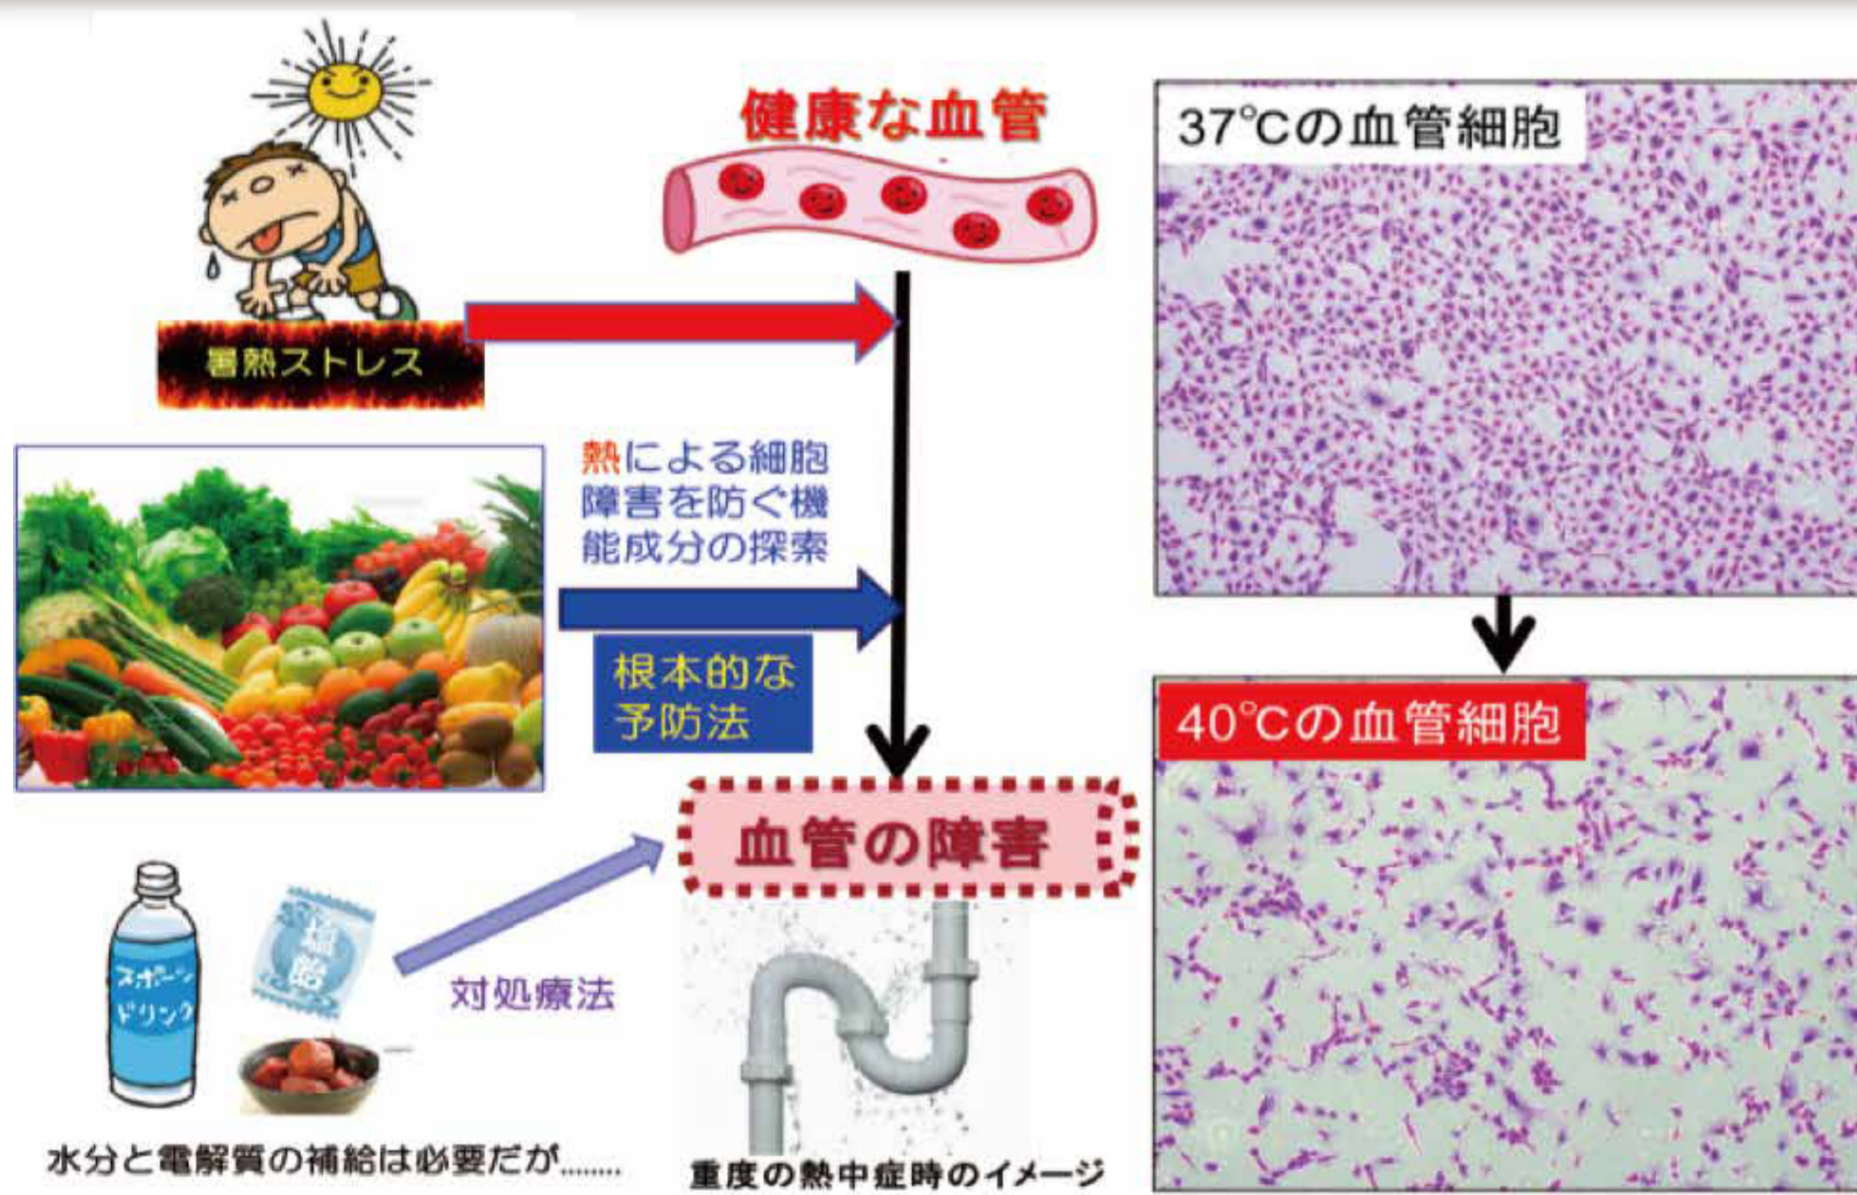 健康な血管
37℃の血管細胞
暑熱ストレス
熱による細胞
障害を防ぐ機
能成分の探索
根本的な
予防法
40℃の血管細胞
血管の障害
スポーツ
ドリンク
塩
飴
対処療法
水分と電解質の補給は必要だが........
重度の熱中症時のイメージ